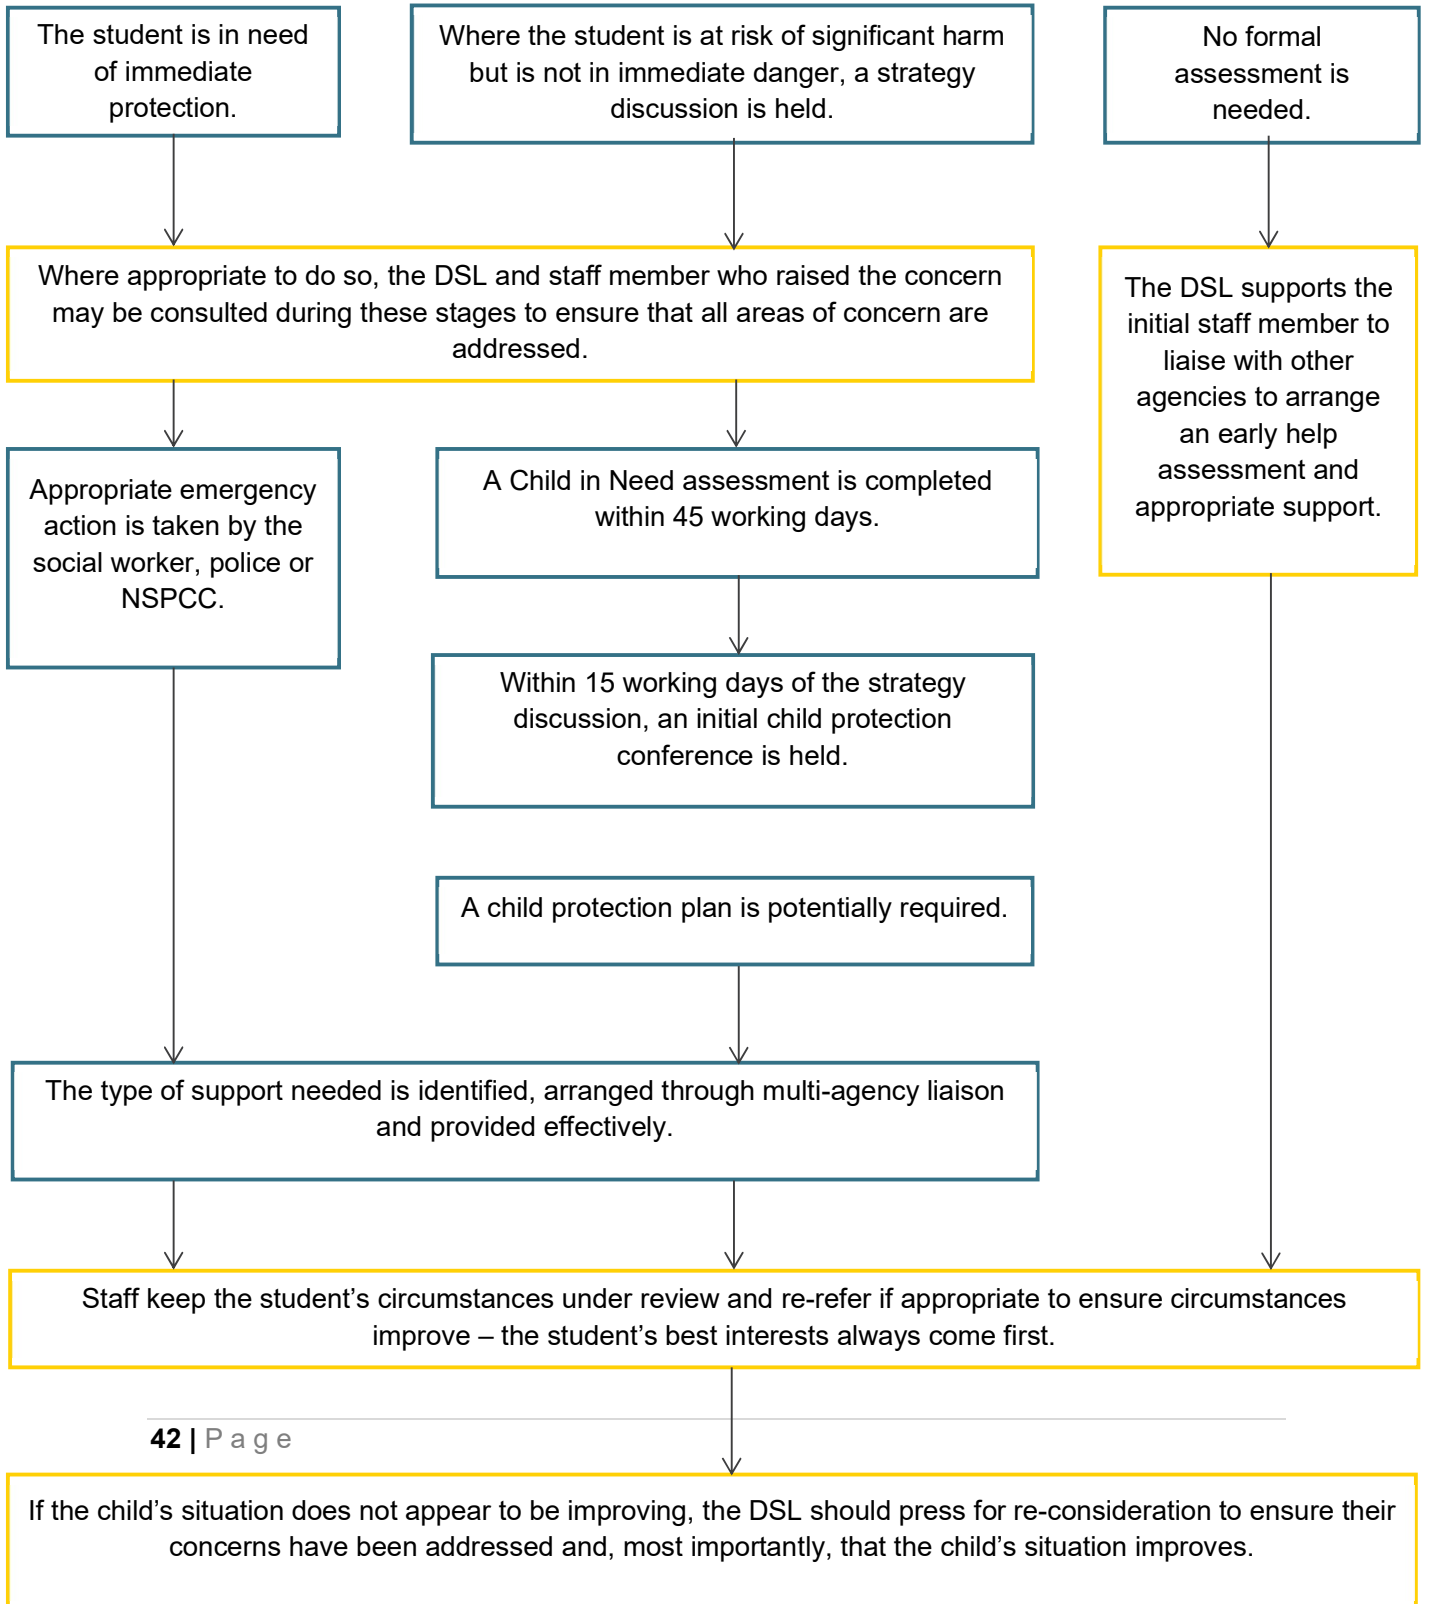 The student is in need
of immediate
protection.
Where the student is at risk of significant harm
but is not in immediate danger, a strategy
discussion is held.
No formal
assessment is
needed.
Where appropriate to do so, the DSL and staff member who raised the concern
may be consulted during these stages to ensure that all areas of concern are
addressed.
The DSL supports the
initial staff member to
liaise with other
agencies to arrange
an early help
assessment and
appropriate support.
Appropriate emergency
action is taken by the
social worker, police or
NSPCC.
A Child in Need assessment is completed
within 45 working days.
Within 15 working days of the strategy
discussion, an initial child protection
conference is held.
A child protection plan is potentially required.
The type of support needed is identified, arranged through multi-agency liaison
and provided effectively.
Staff keep the student’s circumstances under review and re-refer if appropriate to ensure circumstances
improve – the student’s best interests always come first.
42 | P a g e
If the child’s situation does not appear to be improving, the DSL should press for re-consideration to ensure their
concerns have been addressed and, most importantly, that the child’s situation improves.